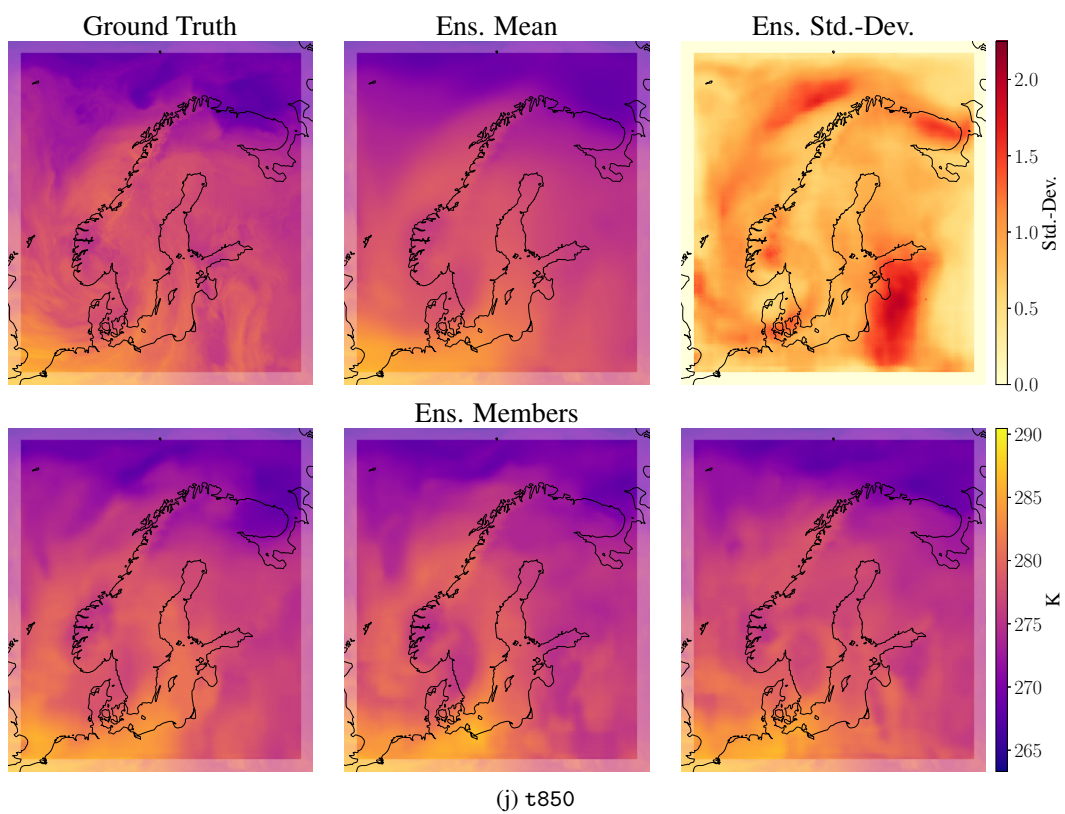 Ground Truth
Ens. Mean
Ens. Std.-Dev.
2.0
1.5
1.0
0.5
0.0
Std.-Dev.
Ens. Members
290
285
280
275
270
265
K
(j) t850